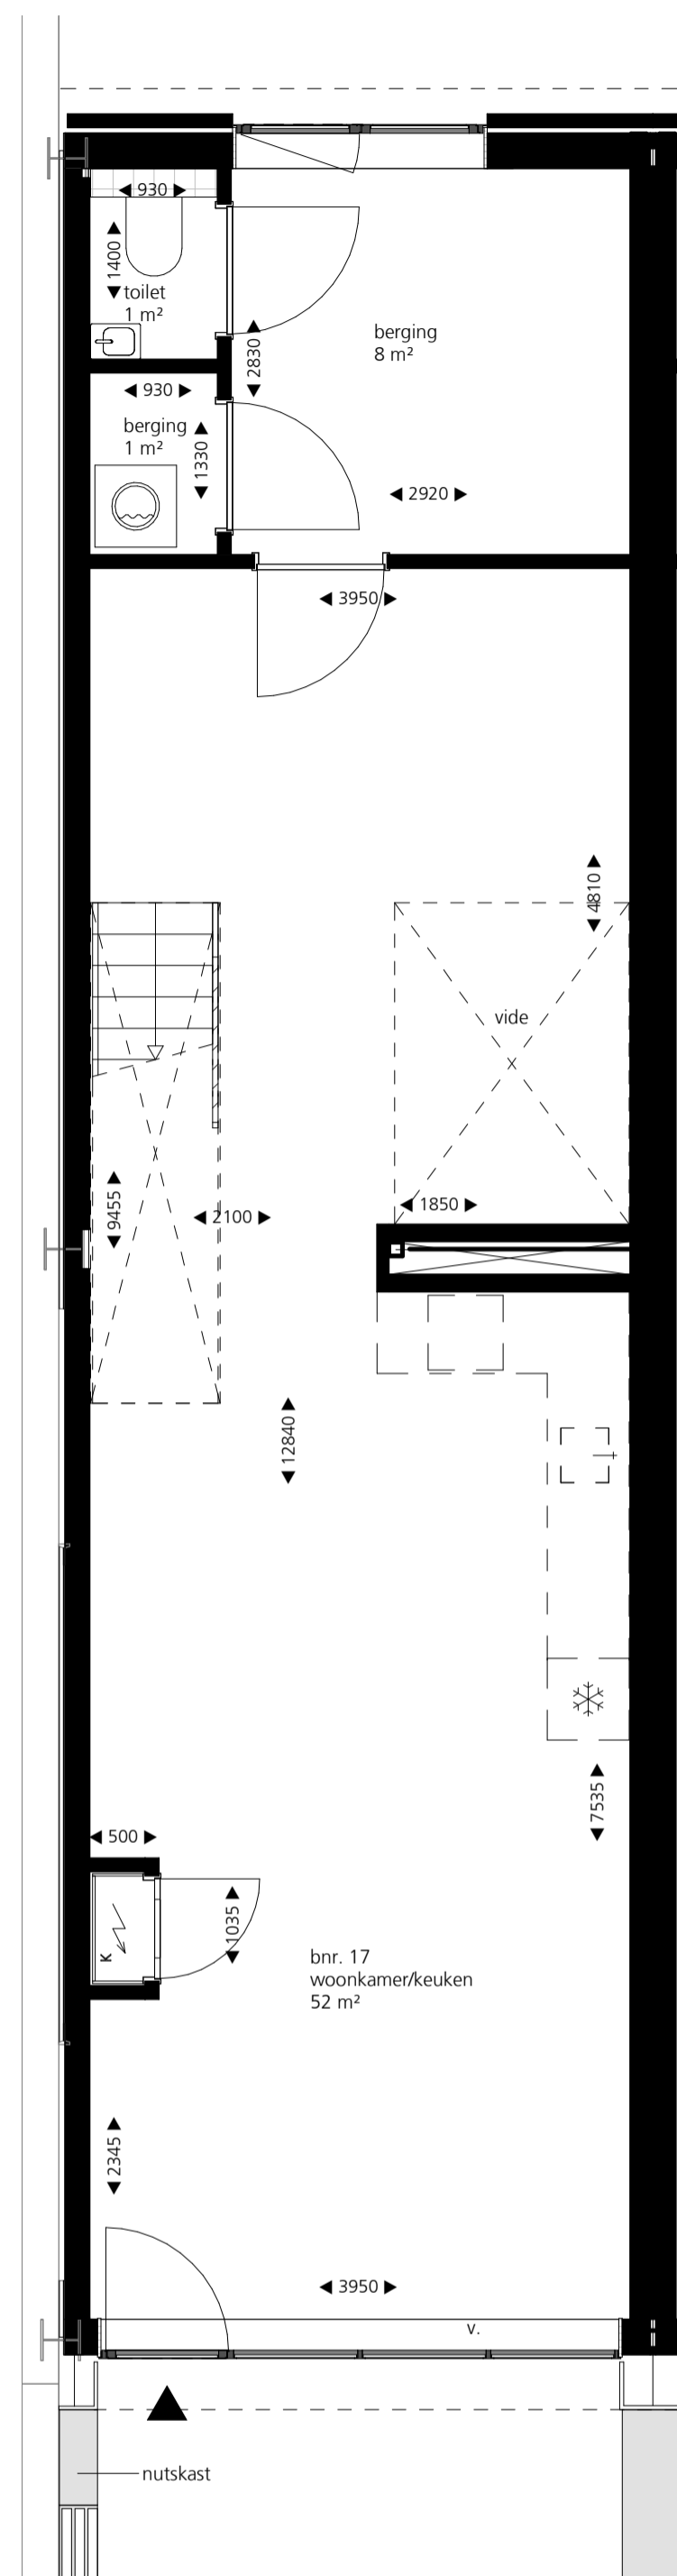 930
1400
toilet
1 m²
2830
berging
8 m²
930
berging
1 m²
1330
2920
3950
4810
vide
9455
2100
1850
12840
7535
500
K
1035
bnr. 17
woonkamer/keuken
52 m²
2345
3950
v.
nutskast